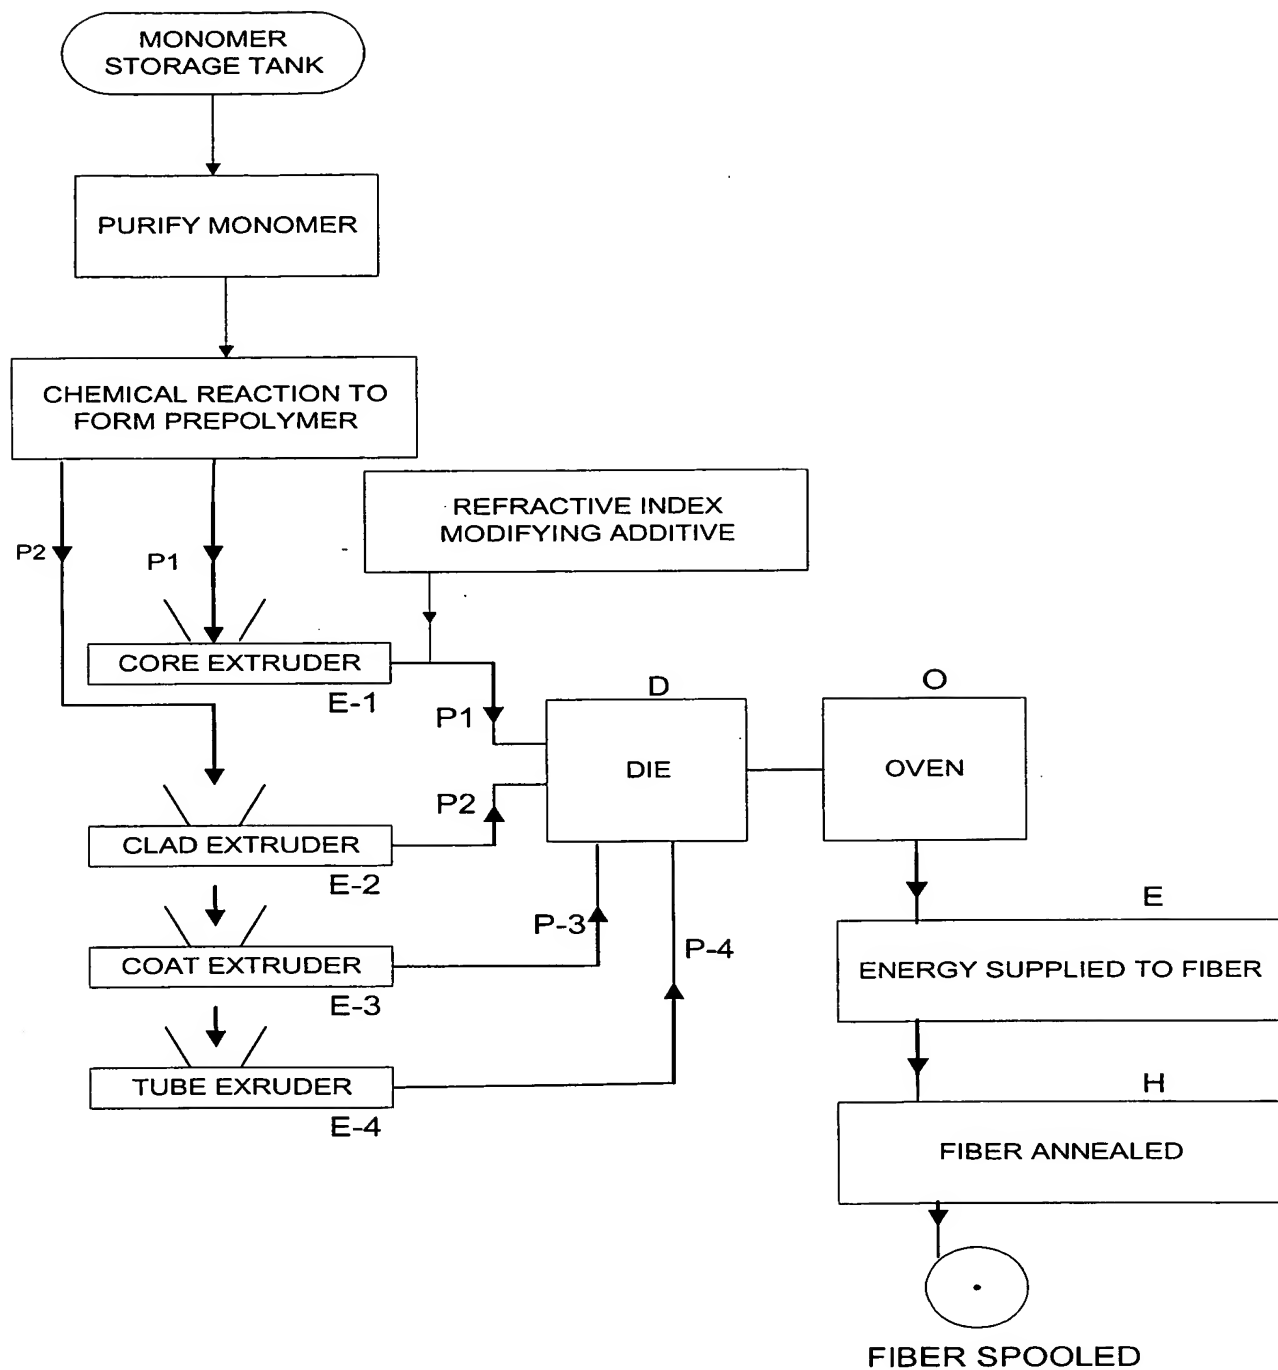 MONOMER
STORAGE TANK
PURIFY MONOMER
CHEMICAL REACTION TO
FORM PREPOLYMER
REFRACTIVE INDEX
MODIFYING ADDITIVE
P2
P1
CORE EXTRUDER
E-1
P1
D
DIE
O
OVEN
P2
CLAD EXTRUDER
E-2
P-3
P-4
COAT EXTRUDER
E-3
TUBE EXRUDER
E-4
E
ENERGY SUPPLIED TO FIBER
H
FIBER ANNEALED
FIBER SPOOLED